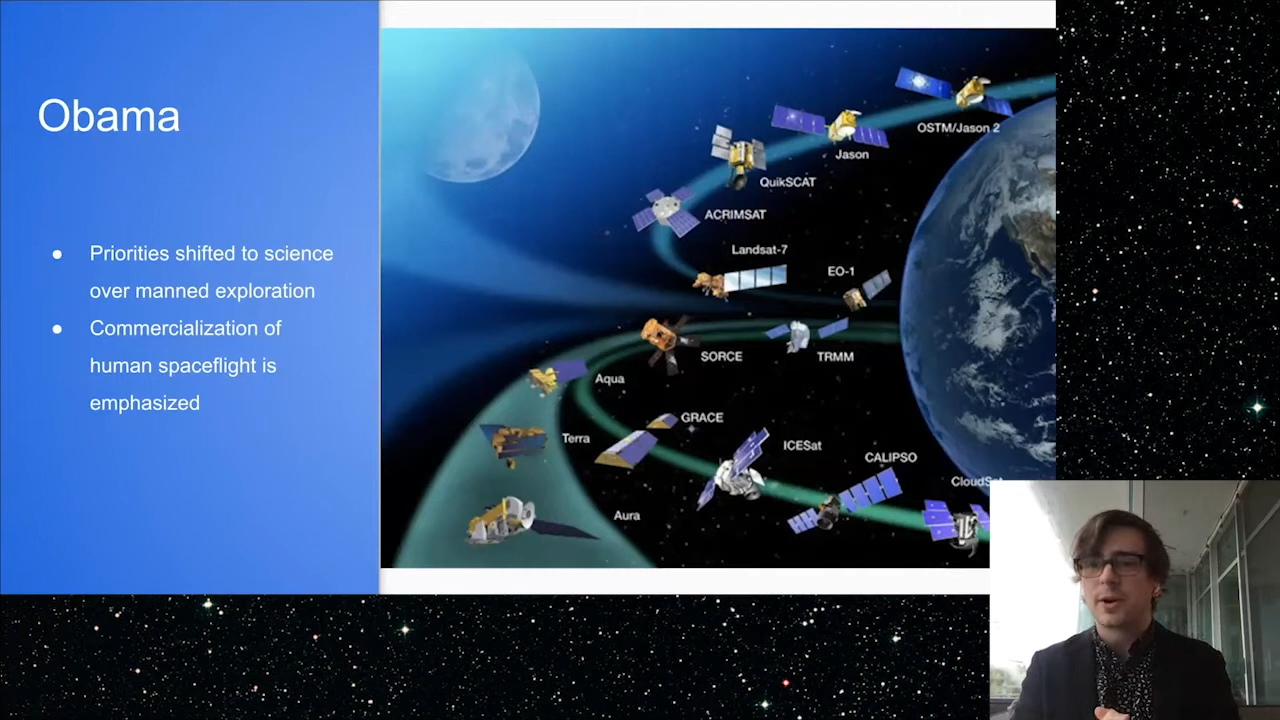 Obama
● Priorities shifted to science
over manned exploration
● Commercialization of
human spaceflight is
emphasized
OSTM/Jason 2
Jason
QuikSCAT
ACRIMSAT
Landsat-7
EO-1
SORCE
TRMM
Aqua
GRACE
Terra
ICESat
CALIPSO
CloudSat
Aura